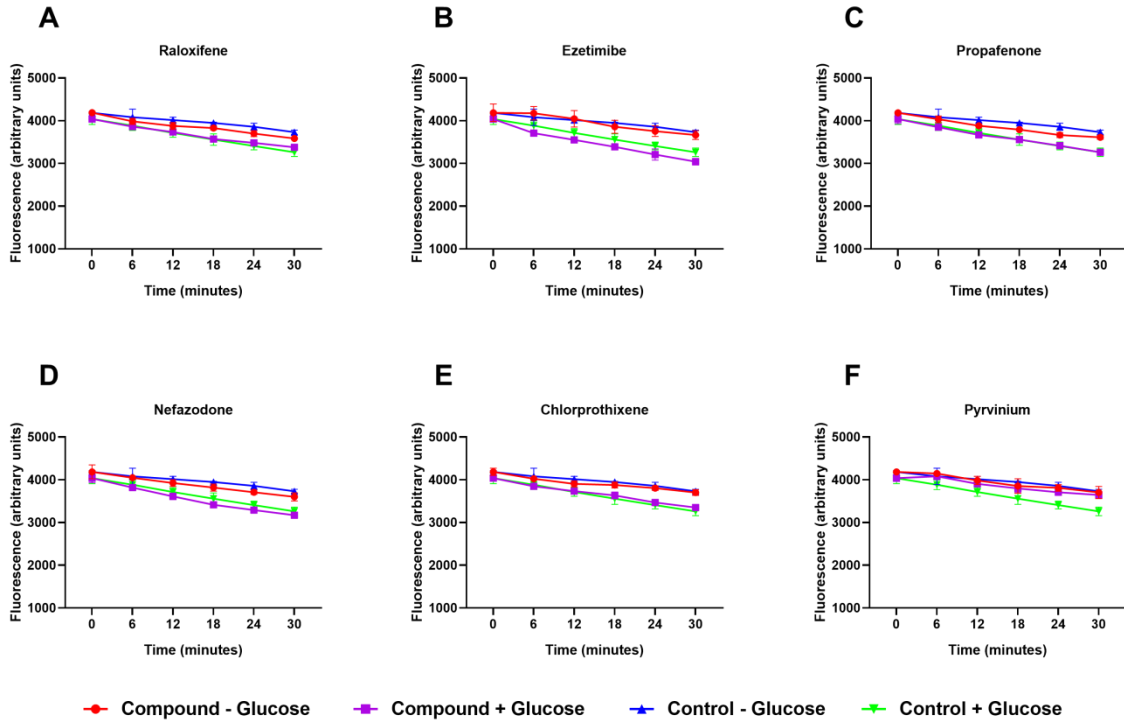 A
Raloxifene
Fluorescence (arbitrary units)
5000
4000
3000
2000
1000
0 6 12 18 24 30
Time (minutes)
B
Ezetimibe
Fluorescence (arbitrary units)
5000
4000
3000
2000
1000
0 6 12 18 24 30
Time (minutes)
C
Propafenone
Fluorescence (arbitrary units)
5000
4000
3000
2000
1000
0 6 12 18 24 30
Time (minutes)
D
Nefazodone
Fluorescence (arbitrary units)
5000
4000
3000
2000
1000
0 6 12 18 24 30
Time (minutes)
E
Chlorprothixene
Fluorescence (arbitrary units)
5000
4000
3000
2000
1000
0 6 12 18 24 30
Time (minutes)
F
Pyrvinium
Fluorescence (arbitrary units)
5000
4000
3000
2000
1000
0 6 12 18 24 30
Time (minutes)
Compound - Glucose Compound + Glucose Control - Glucose Control + Glucose